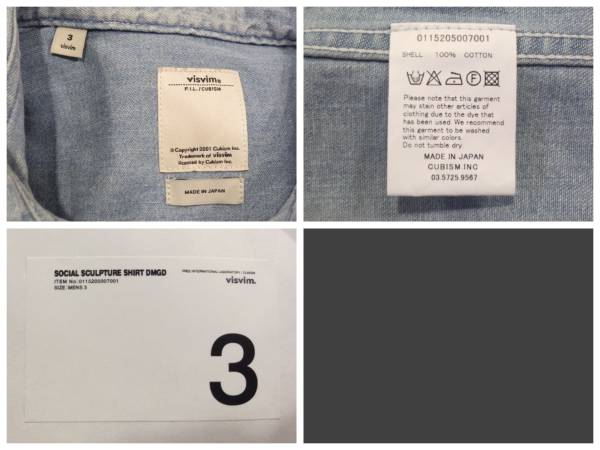 3
visvim
visvim®
F.I.L. / CUBISM
© Copyright 2001 Cubism Inc.
Trademark of visvim
licensed by Cubism Inc.
MADE IN JAPAN
0115205007001
SHELL 100% COTTON
Please note that this garment
may stain other articles of
clothing due to the dye that
has been used. We recommend
this garment to be washed
with similar colors.
Do not tumble dry.
MADE IN JAPAN
CUBISM INC
03.5725.9567
SOCIAL SCULPTURE SHIRT DMGD
ITEM No. 0115205007001
SIZE: MENS 3
FREE INTERNATIONAL LABORATORY / CUBISM
visvim.
3